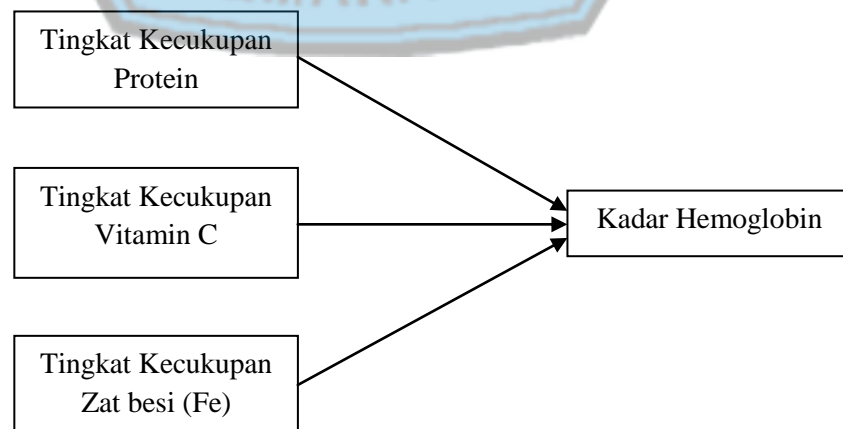 Tingkat Kecukupan
Protein
Tingkat Kecukupan
Vitamin C
Kadar Hemoglobin
Tingkat Kecukupan
Zat besi (Fe)